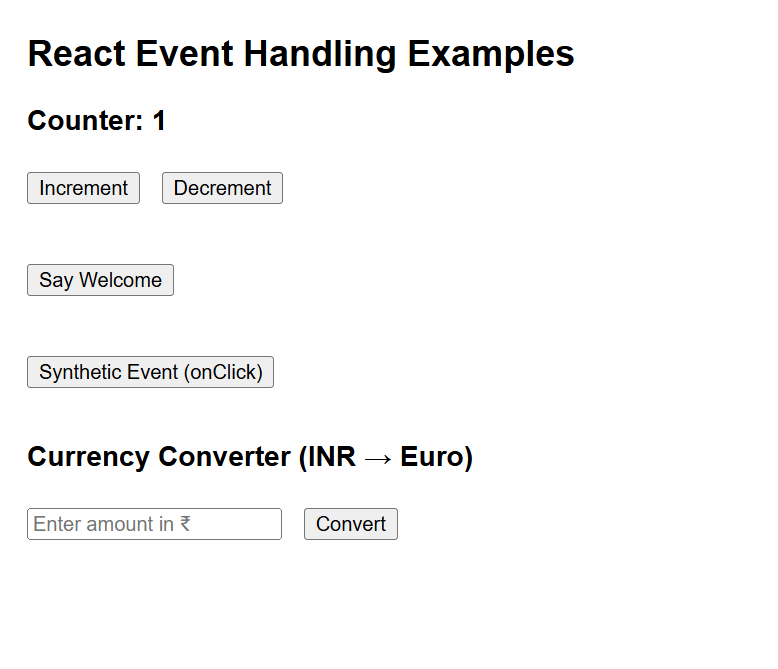 React Event Handling Examples
Counter: 1
Increment Decrement
Say Welcome
Synthetic Event (onClick)
Currency Converter (INR → Euro)
Enter amount in ₹ Convert